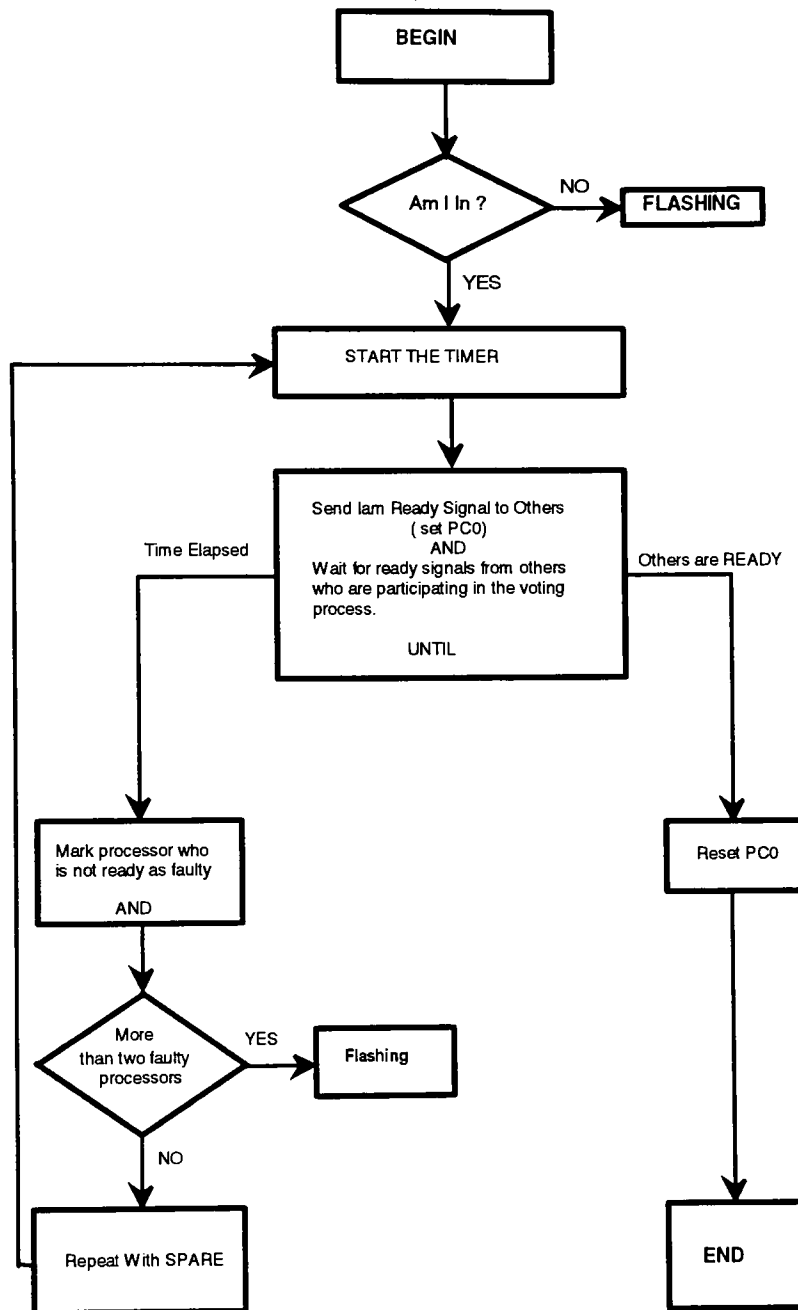 BEGIN
Am I In ?
NO
FLASHING
YES
START THE TIMER
Send Iam Ready Signal to Others
( set PC0)
AND
Wait for ready signals from others
who are participating in the voting
process.
UNTIL
Time Elapsed
Others are READY
Mark processor who
is not ready as faulty
AND
Reset PC0
More
than two faulty
processors
YES
Flashing
NO
Repeat With SPARE
END